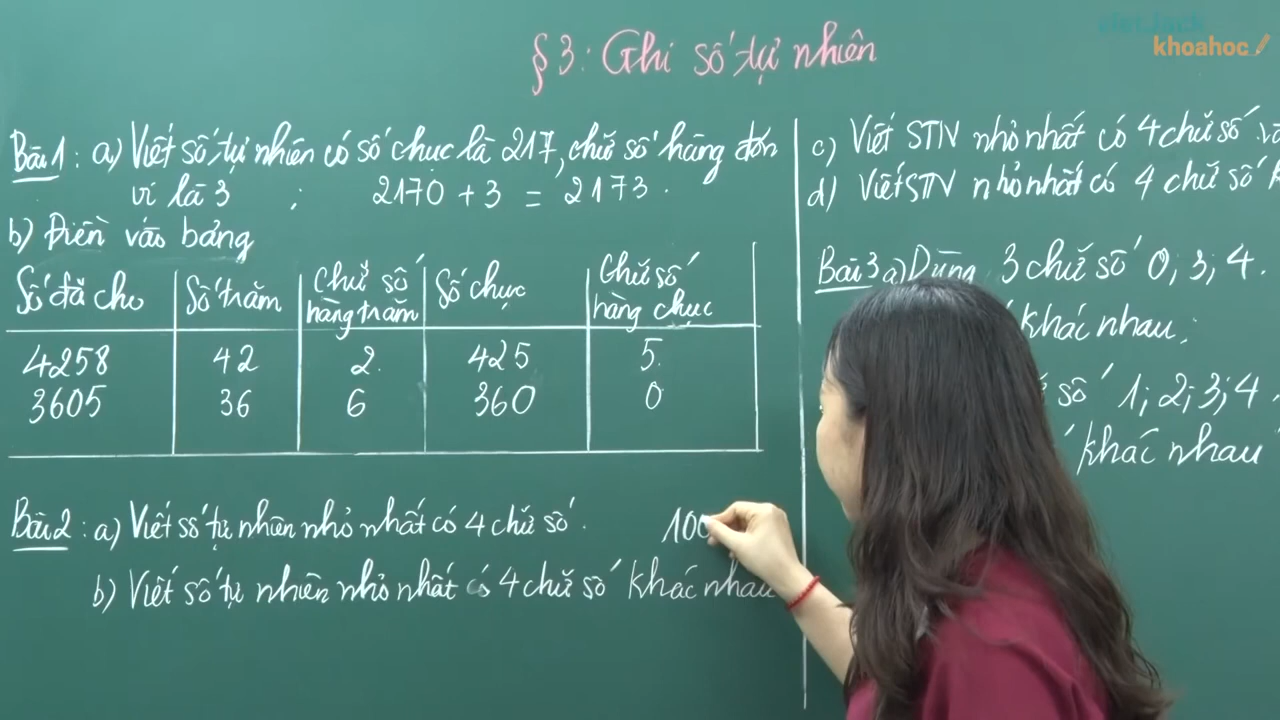 vietjack
khoahoc
§3: Ghi số tự nhiên
Bài 1: a) Viết số tự nhiên có số chục là 217, chữ số hàng đơn
vị là 3 ; 2170 + 3 = 2173.
b) Điền vào bảng
Số đã cho Số trăm Chữ số hàng trăm Số chục Chữ số hàng chục
4258 42 2. 425 5.
3605 36 6 360 0
Bài 2: a) Viết số tự nhiên nhỏ nhất có 4 chữ số. 100
b) Viết số tự nhiên nhỏ nhất có 4 chữ số khác nhau
c) Viết STN nhỏ nhất có 4 chữ số
d) Viết STN nhỏ nhất có 4 chữ số
Bài 3 a) Dùng 3 chữ số 0; 3; 4.
khác nhau;
số 1; 2; 3; 4
khác nhau